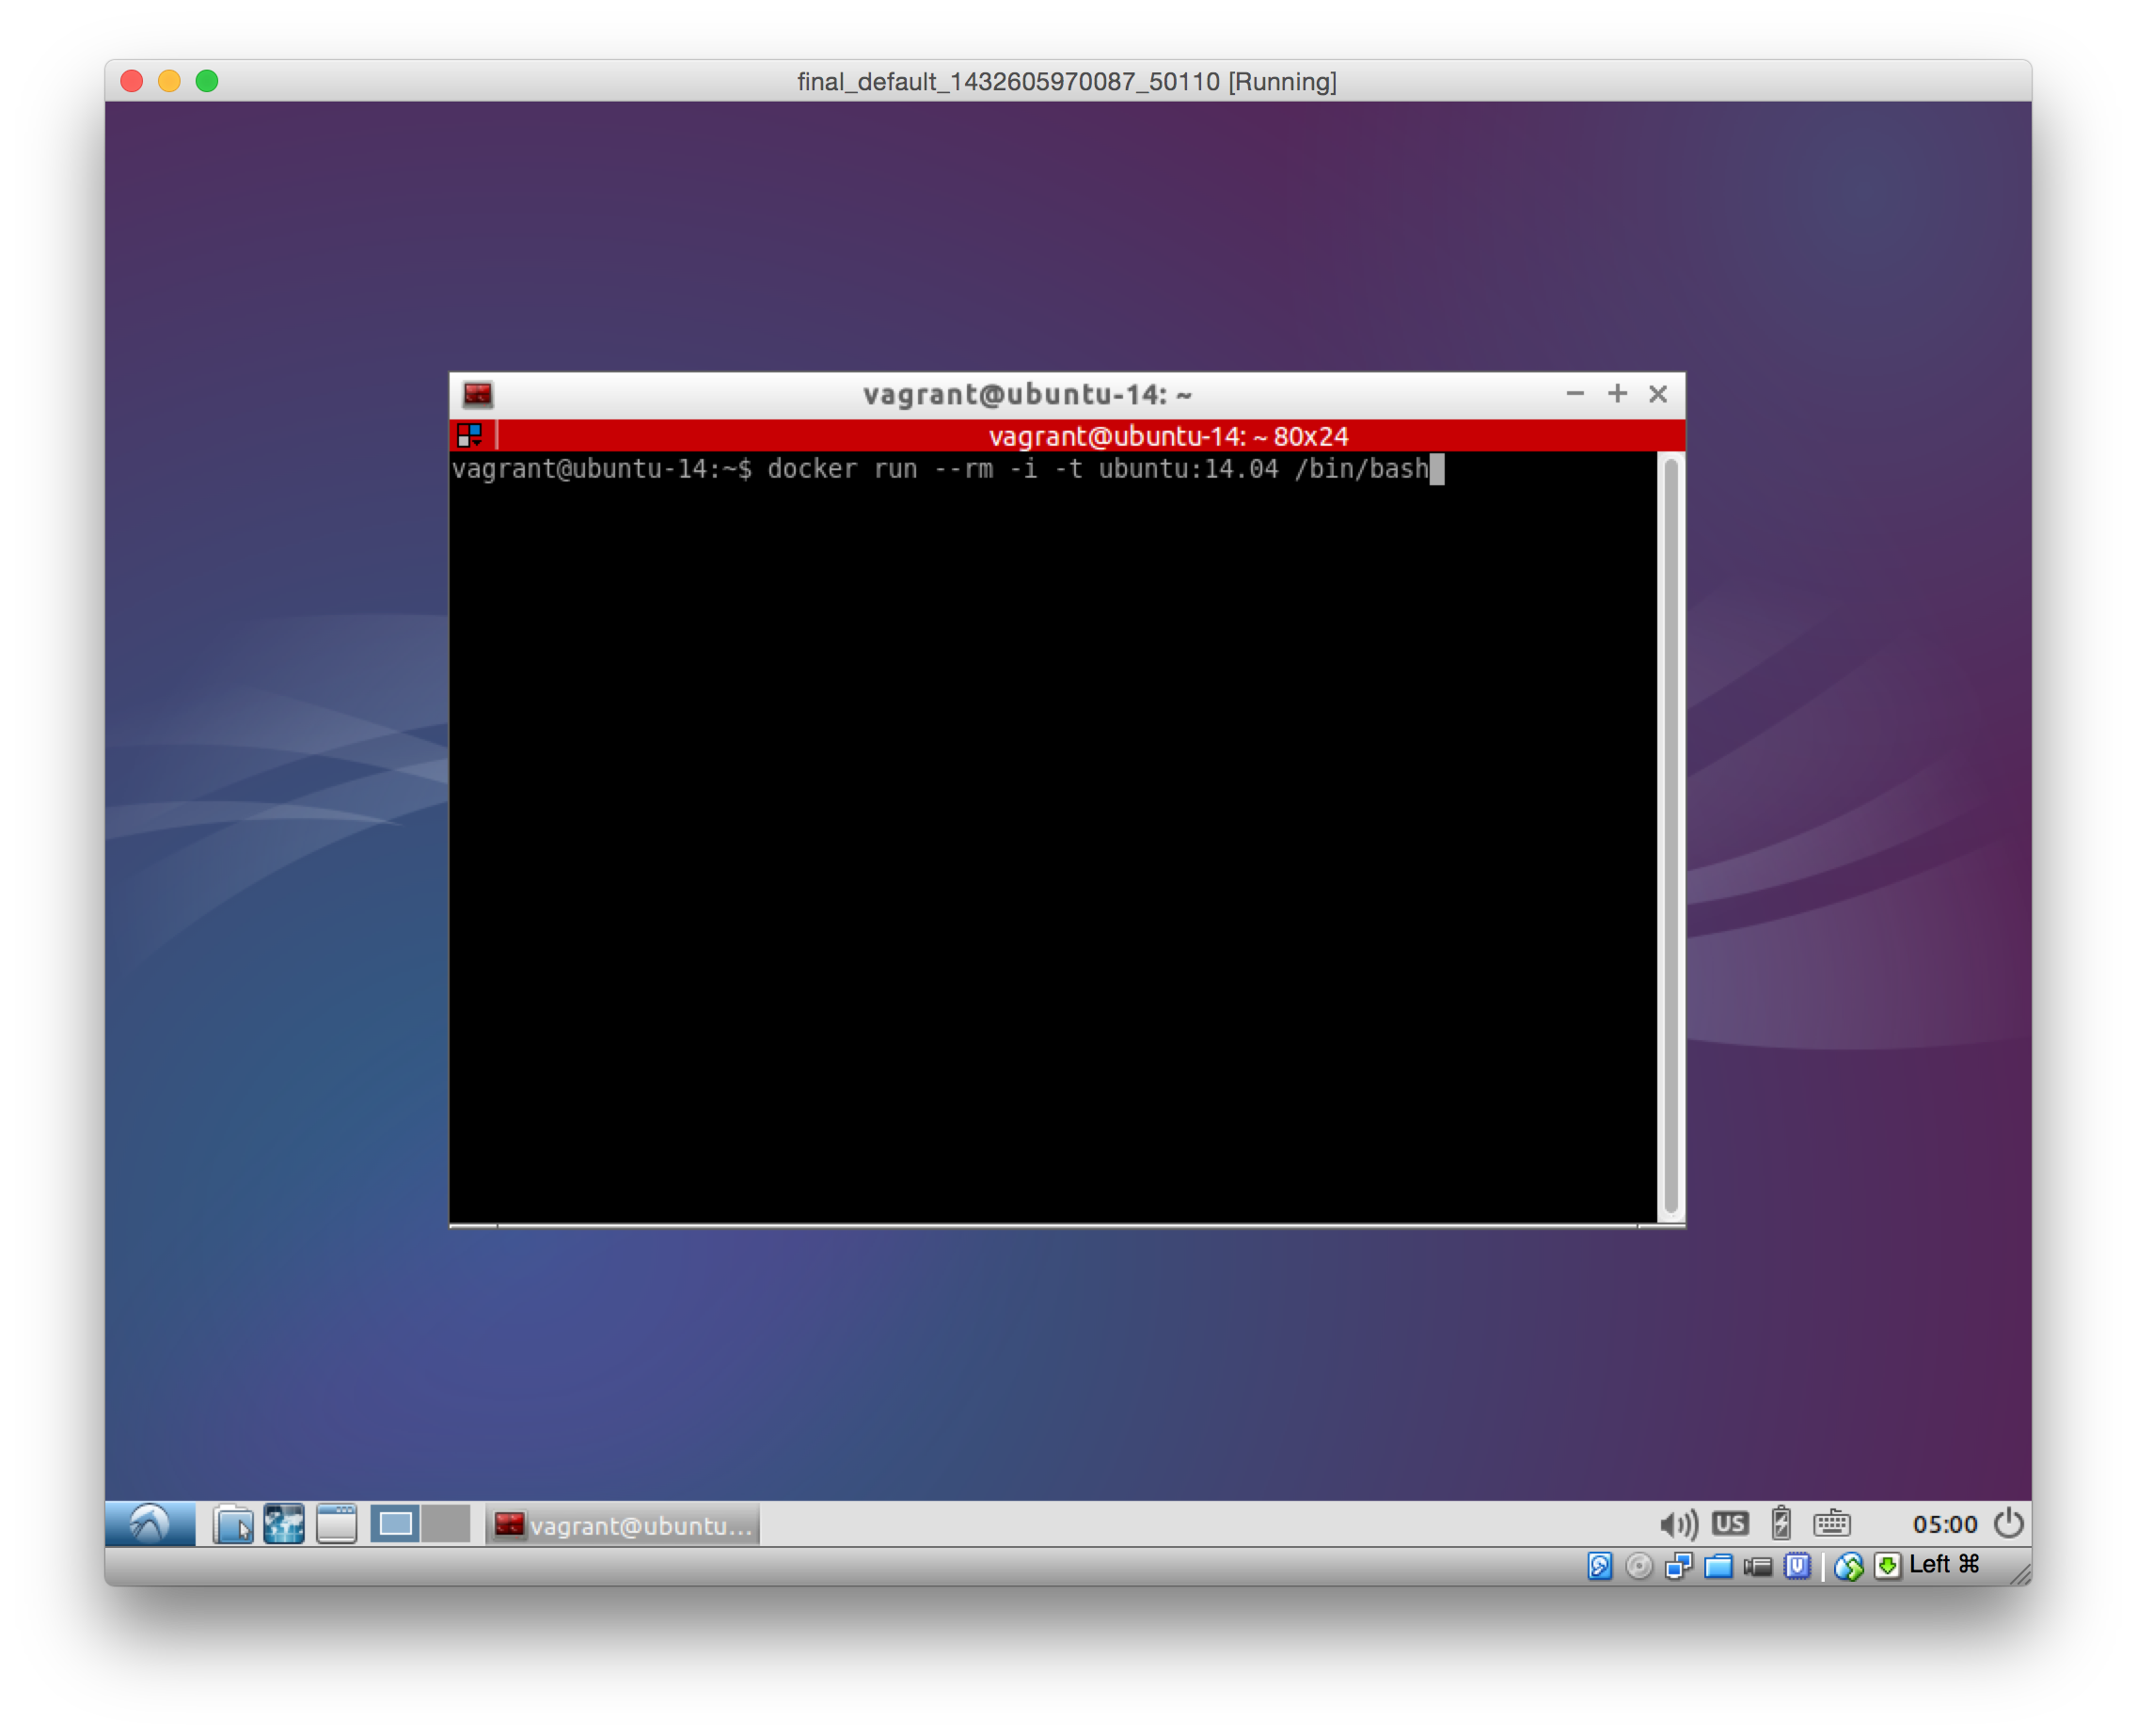 final_default_1432605970087_50110 [Running]
vagrant@ubuntu-14: ~
vagrant@ubuntu-14: ~ 80x24
vagrant@ubuntu-14:~$ docker run --rm -i -t ubuntu:14.04 /bin/bash
vagrant@ubuntu...
US
05:00
Left ⌘